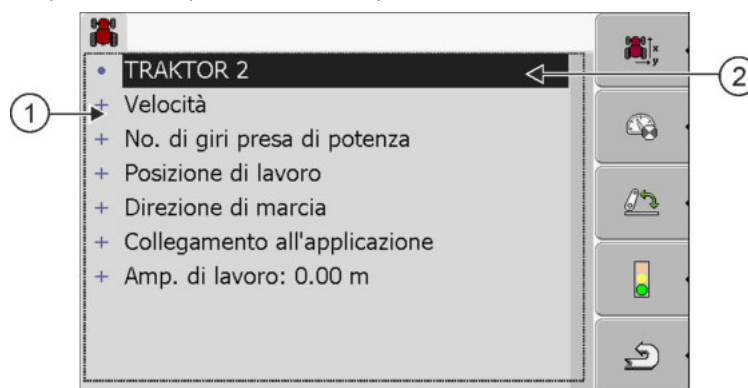 TRAKTOR 2
Velocità
No. di giri presa di potenza
Posizione di lavoro
Direzione di marcia
Collegamento all'applicazione
Amp. di lavoro: 0.00 m
x
y
1
2